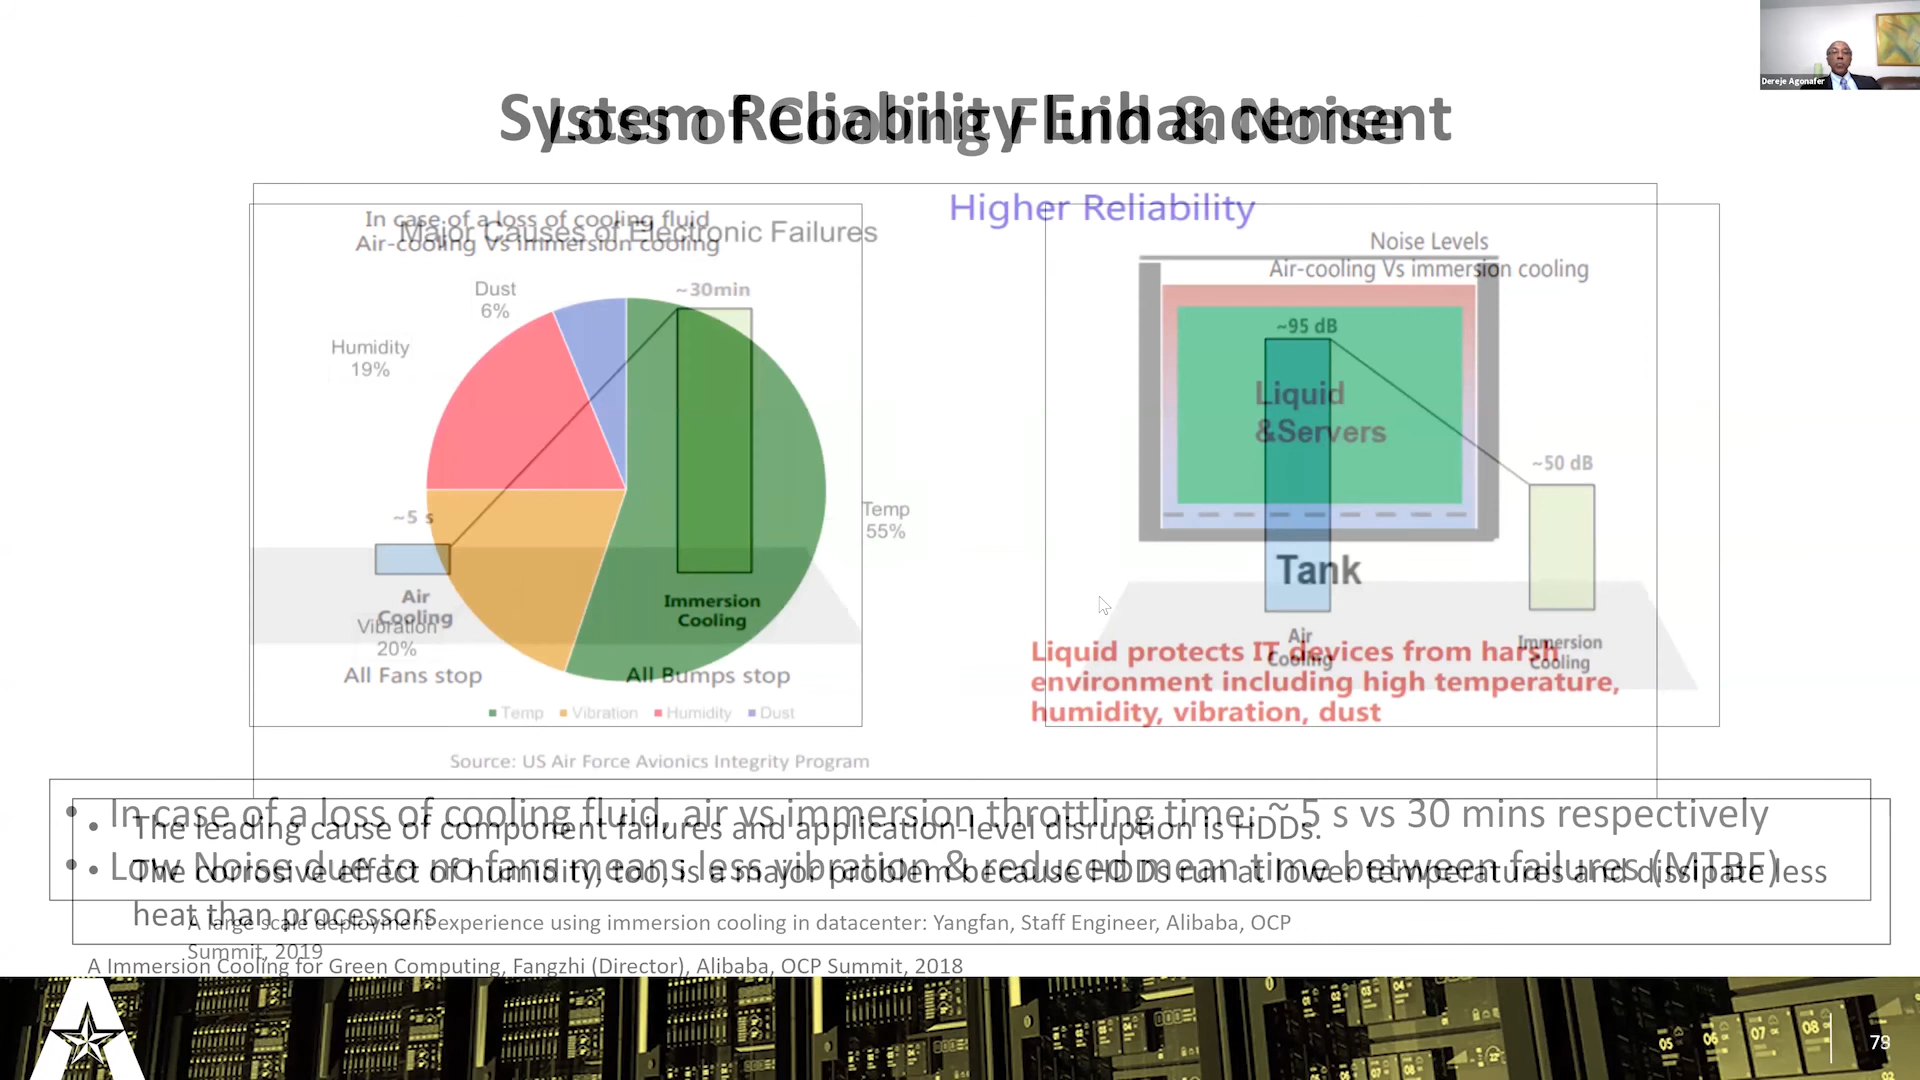 Dereje Agonafer
System Reliability Enhancement
Loss of Cooling Fluid & Noise
Higher Reliability
In case of a loss of cooling fluid
Air-cooling Vs immersion cooling
Major Causes of Electronic Failures
Noise Levels
Air-cooling Vs immersion cooling
Dust
6%
~30min
Humidity
19%
~95 dB
Liquid
&Servers
~50 dB
~5 s
Temp
55%
Tank
Air
Cooling
Immersion
Cooling
Vibration
20%
All Fans stop
All Bumps stop
Air
Cooling
Immersion
Cooling
Liquid protects IT devices from harsh
environment including high temperature,
humidity, vibration, dust
Temp Vibration Humidity Dust
Source: US Air Force Avionics Integrity Program
• In case of a loss of cooling fluid, air vs immersion throttling time: ~ 5 s vs 30 mins respectively
• Low Noise due to no fans means less vibration & reduced mean time between failures (MTBF)
• The leading cause of component failures and application-level disruption is HDDs.
• The corrosive effect of humidity, too, is a major problem because HDDs run at lower temperatures and dissipate less
heat than processors
A large scale deployment experience using immersion cooling in datacenter: Yangfan, Staff Engineer, Alibaba, OCP
Summit, 2019
A Immersion Cooling for Green Computing, Fangzhi (Director), Alibaba, OCP Summit, 2018
05 06 07 08
01 02 03 04